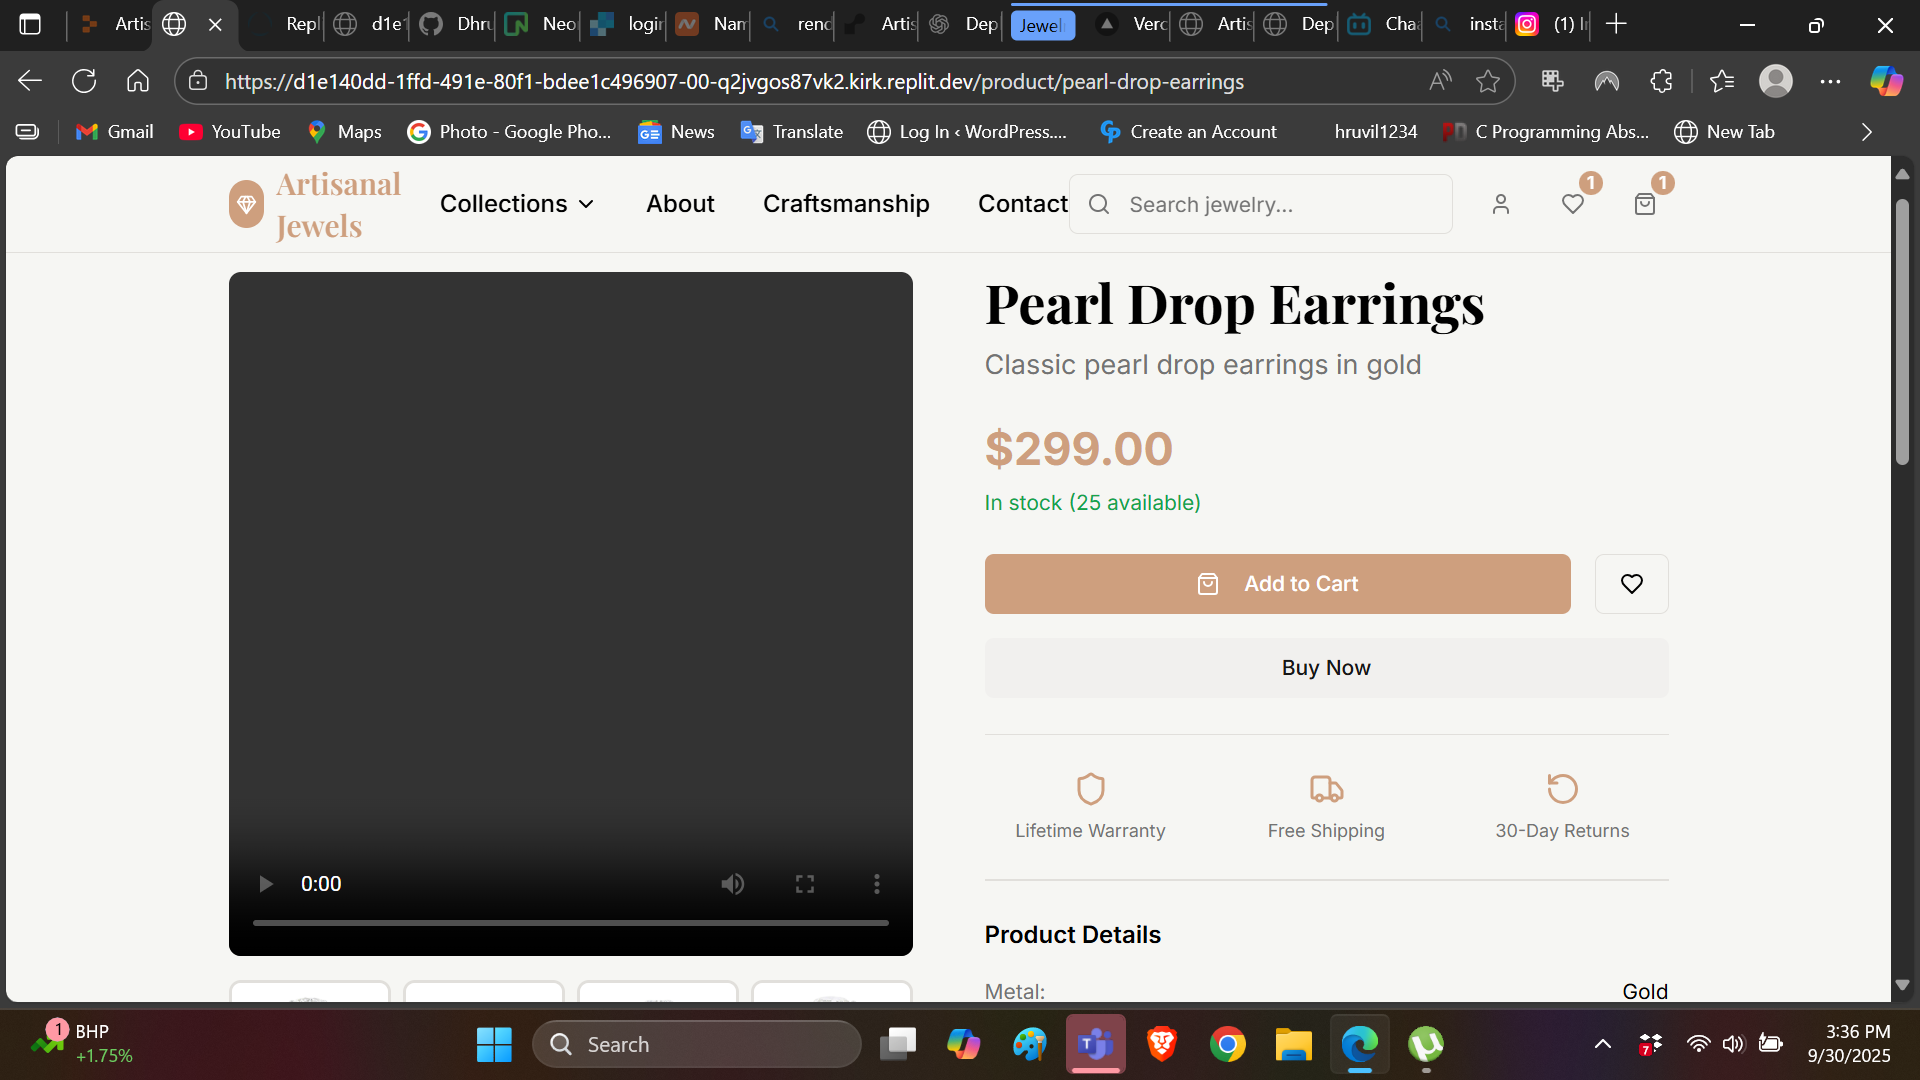 Artis
Repl
d1e1
Dhru
Neo
login
Nam
rend
Artis
Dep
Jewel
Verc
Artis
Dep
Cha
insta
(1) I
https://d1e140dd-1ffd-491e-80f1-bdee1c496907-00-q2jvgos87vk2.kirk.replit.dev/product/pearl-drop-earrings
Gmail
YouTube
Maps
Photo - Google Pho...
News
Translate
Log In ‹ WordPress....
Create an Account
hruvil1234
C Programming Abs...
New Tab
Artisanal
Jewels
Collections
About
Craftsmanship
Contact
Search jewelry...
1
1
Pearl Drop Earrings
Classic pearl drop earrings in gold
$299.00
In stock (25 available)
Add to Cart
Buy Now
Lifetime Warranty
Free Shipping
30-Day Returns
0:00
Product Details
Metal:
Gold
1
BHP
+1.75%
Search
7
3:36 PM
9/30/2025